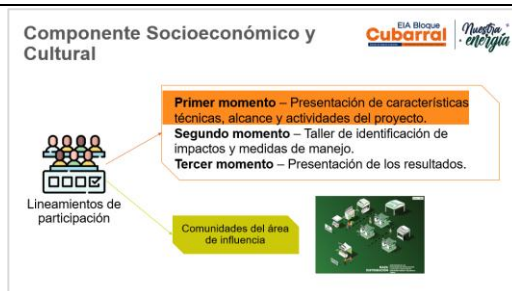 Componente Socioeconómico y
Cultural
EIA Bloque
Cubarral
Nuestra
energía
Primer momento – Presentación de características
técnicas, alcance y actividades del proyecto.
Segundo momento – Taller de identificación de
impactos y medidas de manejo.
Tercer momento – Presentación de los resultados.
Lineamientos de
participación
Comunidades del área
de influencia